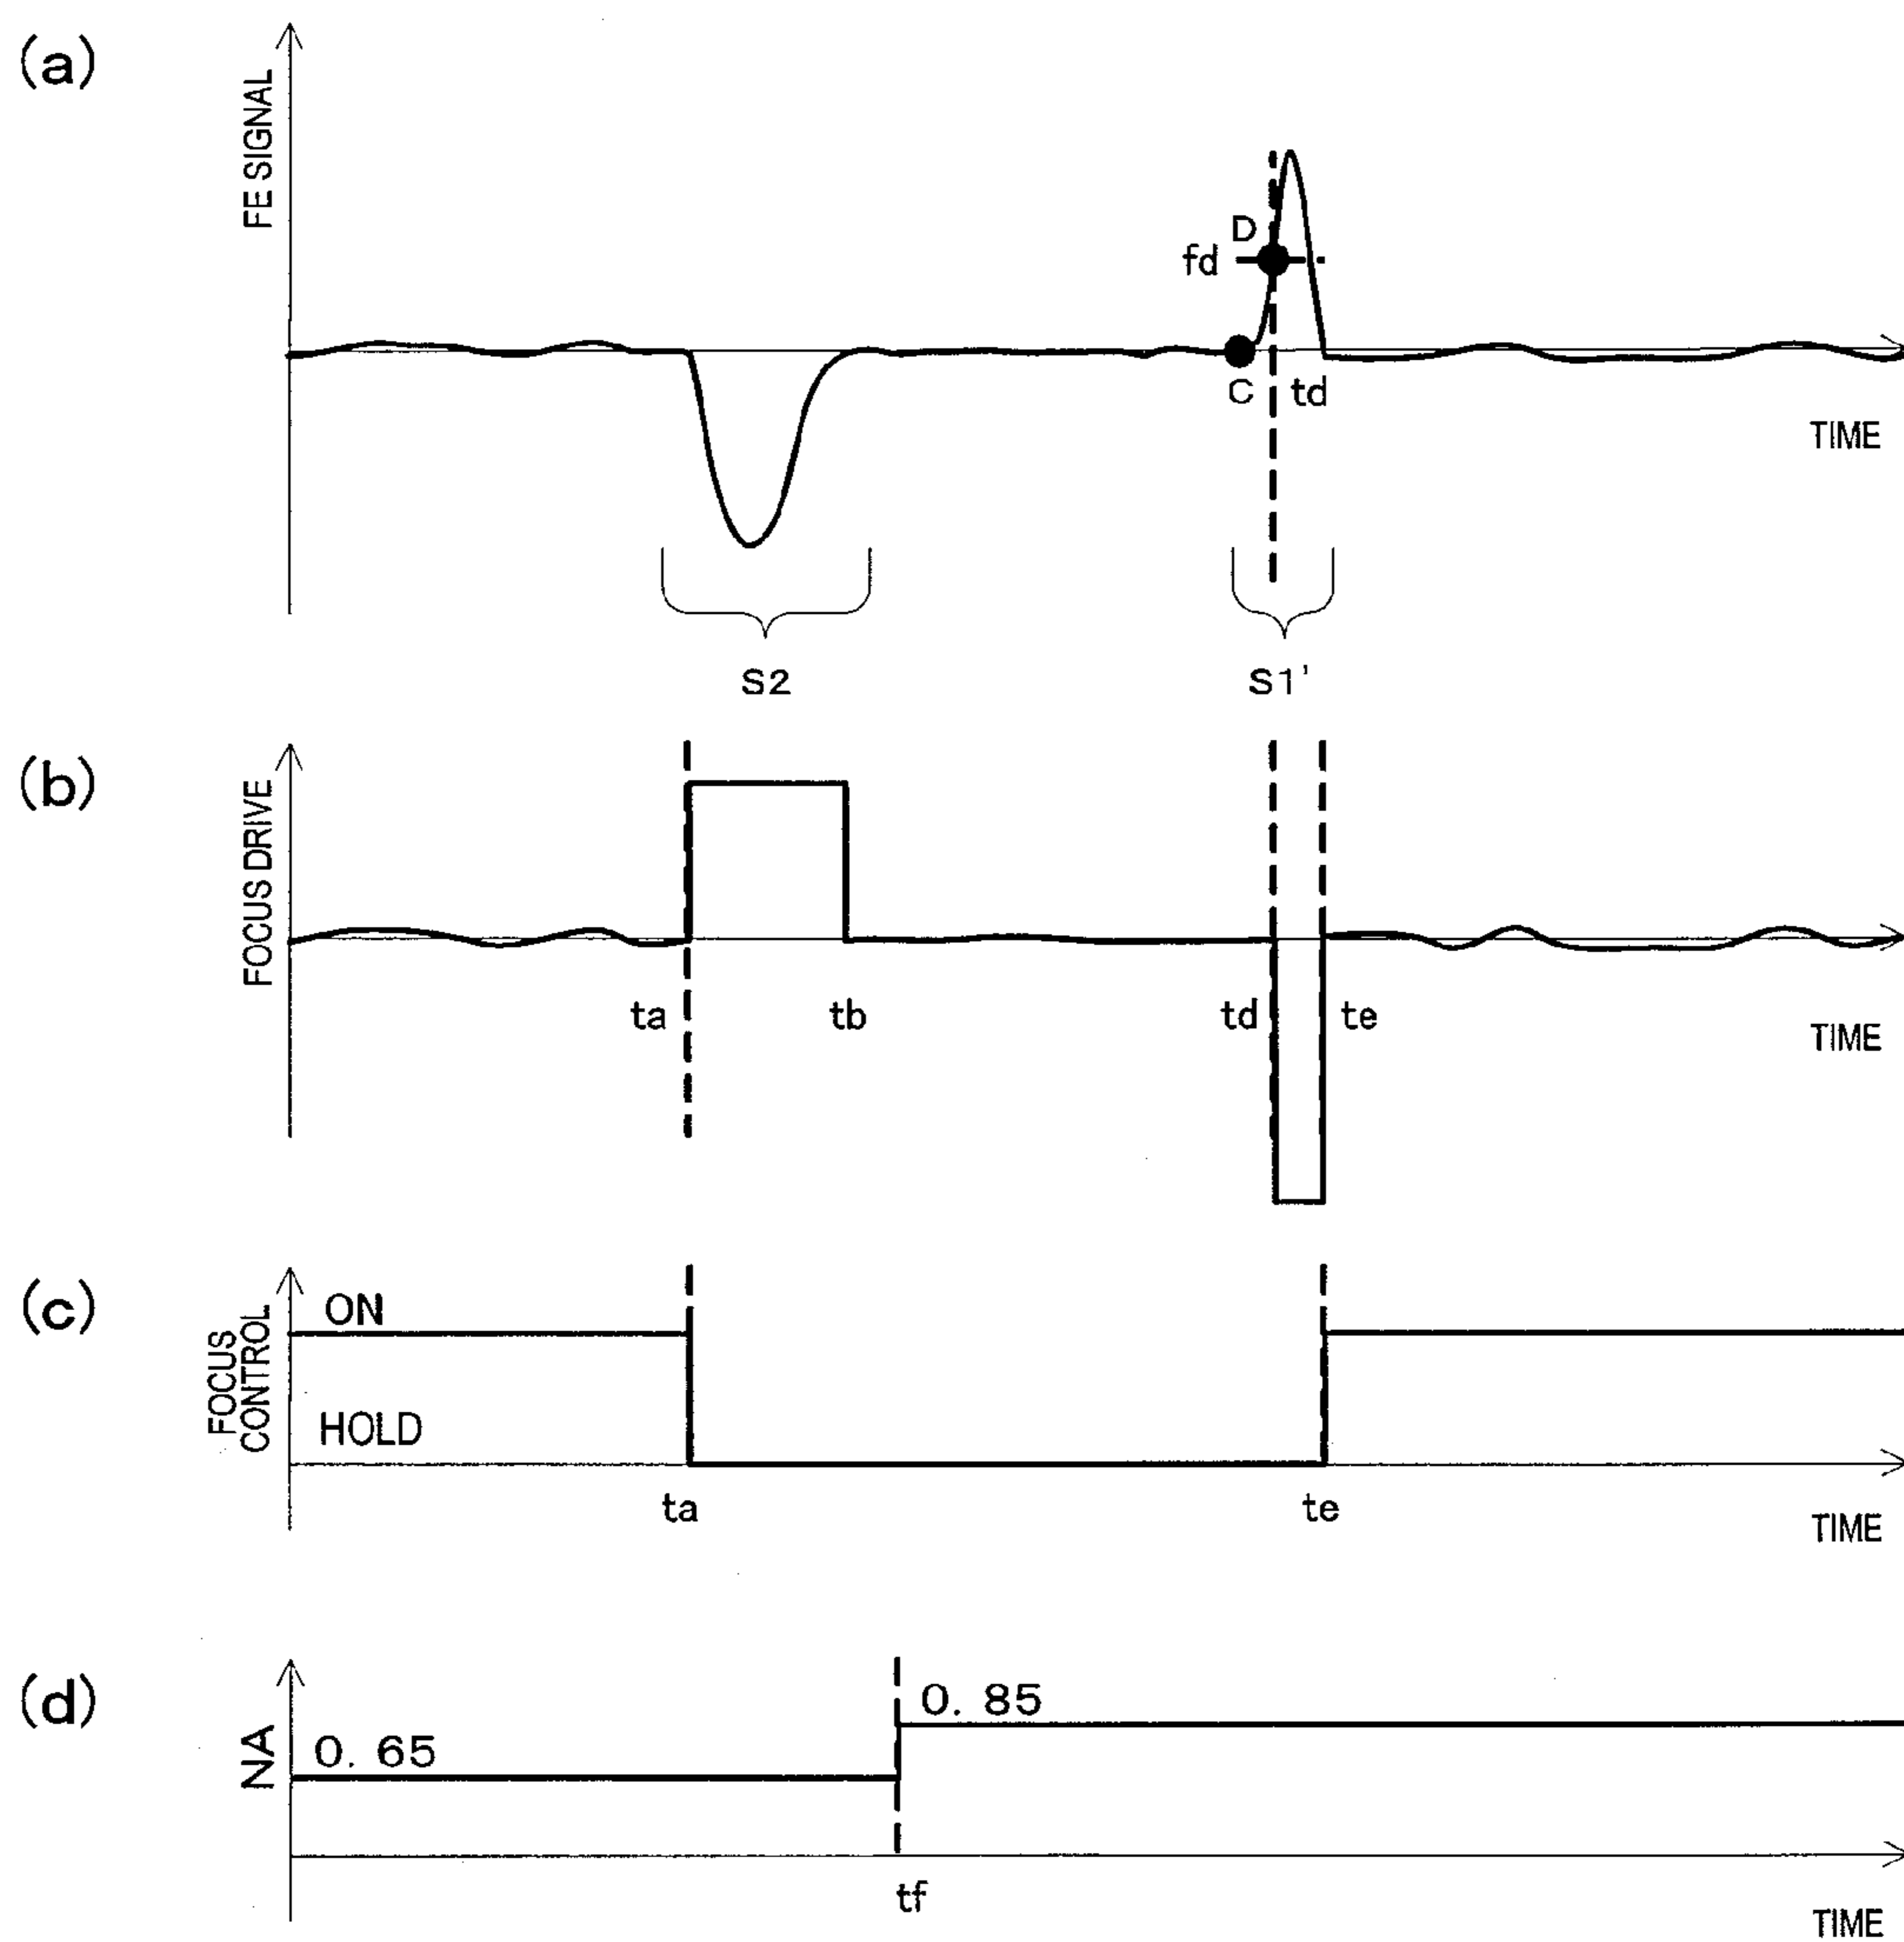 (a)
FE SIGNAL
D
fd
C
td
TIME
S2
S1'
(b)
FOCUS DRIVE
ta
tb
td
te
TIME
(c)
FOCUS
CONTROL
ON
HOLD
ta
te
TIME
(d)
NA
0. 65
0. 85
tf
TIME